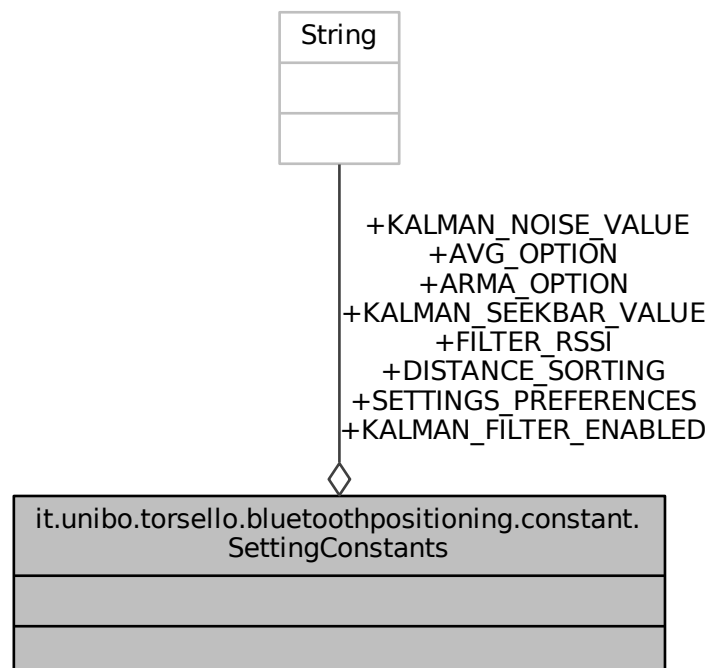 String
+KALMAN_NOISE_VALUE
+AVG_OPTION
+ARMA_OPTION
+KALMAN_SEEKBAR_VALUE
+FILTER_RSSI
+DISTANCE_SORTING
+SETTINGS_PREFERENCES
+KALMAN_FILTER_ENABLED
it.unibo.torsello.bluetoothpositioning.constant.
SettingConstants